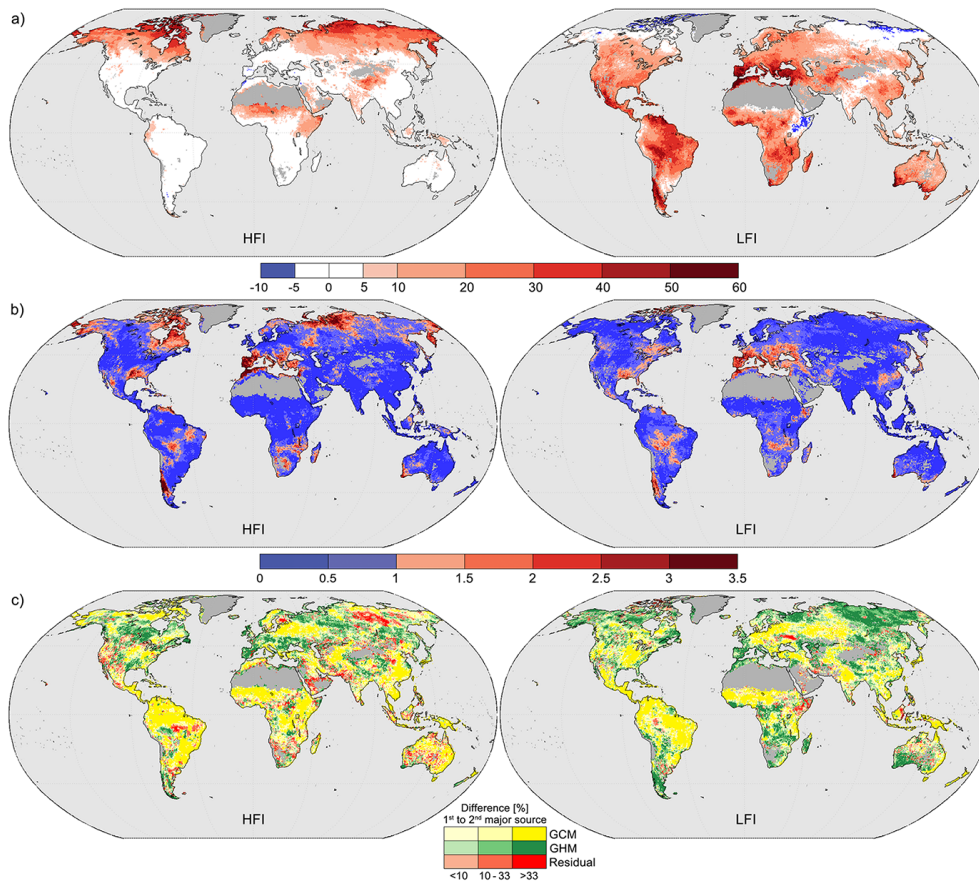 a)
HFI
LFI
-10 -5 0 5 10 20 30 40 50 60
b)
HFI
LFI
0 0.5 1 1.5 2 2.5 3 3.5
c)
HFI
LFI
Difference [%]
1st to 2nd major source
GCM
GHM
Residual
<10 10 - 33 >33